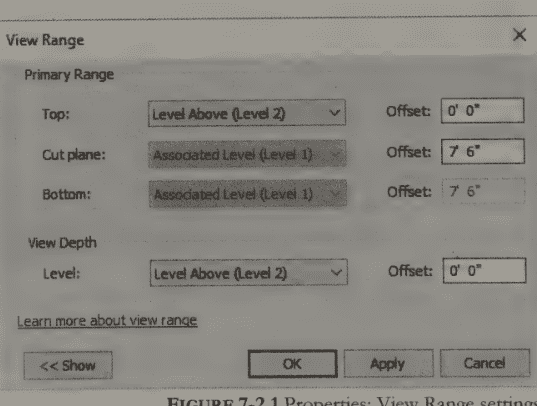 View Range
Primary Range
Top: Level Above (Level 2) Offset: 0' 0"
Cut plane: Associated Level (Level 1) Offset: 7' 6"
Bottom: Associated Level (Level 1) Offset: 7' 6"
View Depth
Level: Level Above (Level 2) Offset: 0' 0"
Learn more about view range
<< Show OK Apply Cancel
FIGURE 7-2.1 Properties: View Range settings